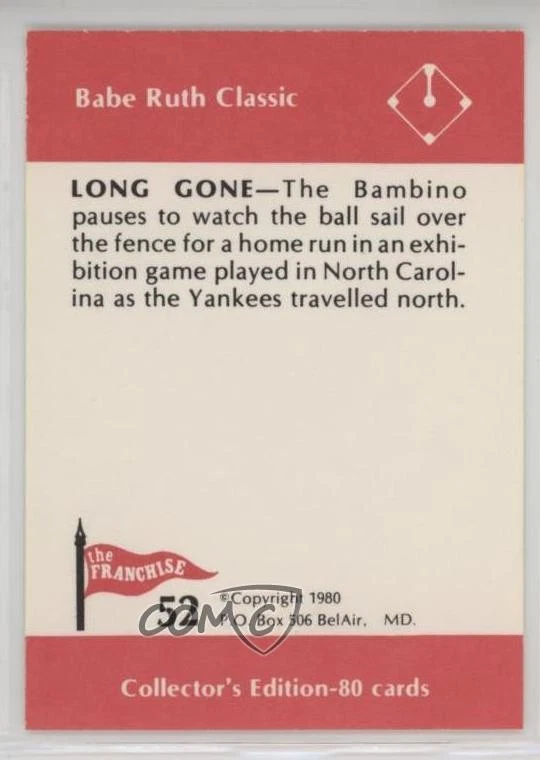 Babe Ruth Classic
LONG GONE—The Bambino
pauses to watch the ball sail over
the fence for a home run in an exhi-
bition game played in North Carol-
ina as the Yankees travelled north.
the
FRANCHISE
52
©Copyright 1980
P.O. Box 506 BelAir, MD.
COMC
Collector's Edition-80 cards